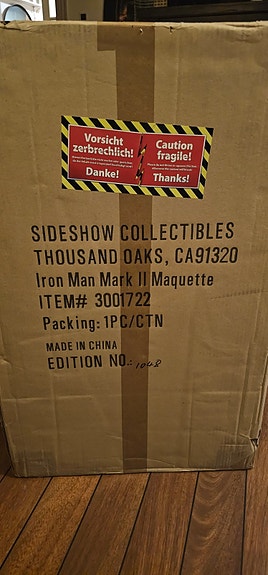 Vorsicht
zerbrechlich!
Danke!
Caution
fragile!
Thanks!
SIDESHOW COLLECTIBLES
THOUSAND OAKS, CA91320
Iron Man Mark II Maquette
ITEM# 3001722
Packing: 1PC/CTN
MADE IN CHINA
EDITION NO.: 1048